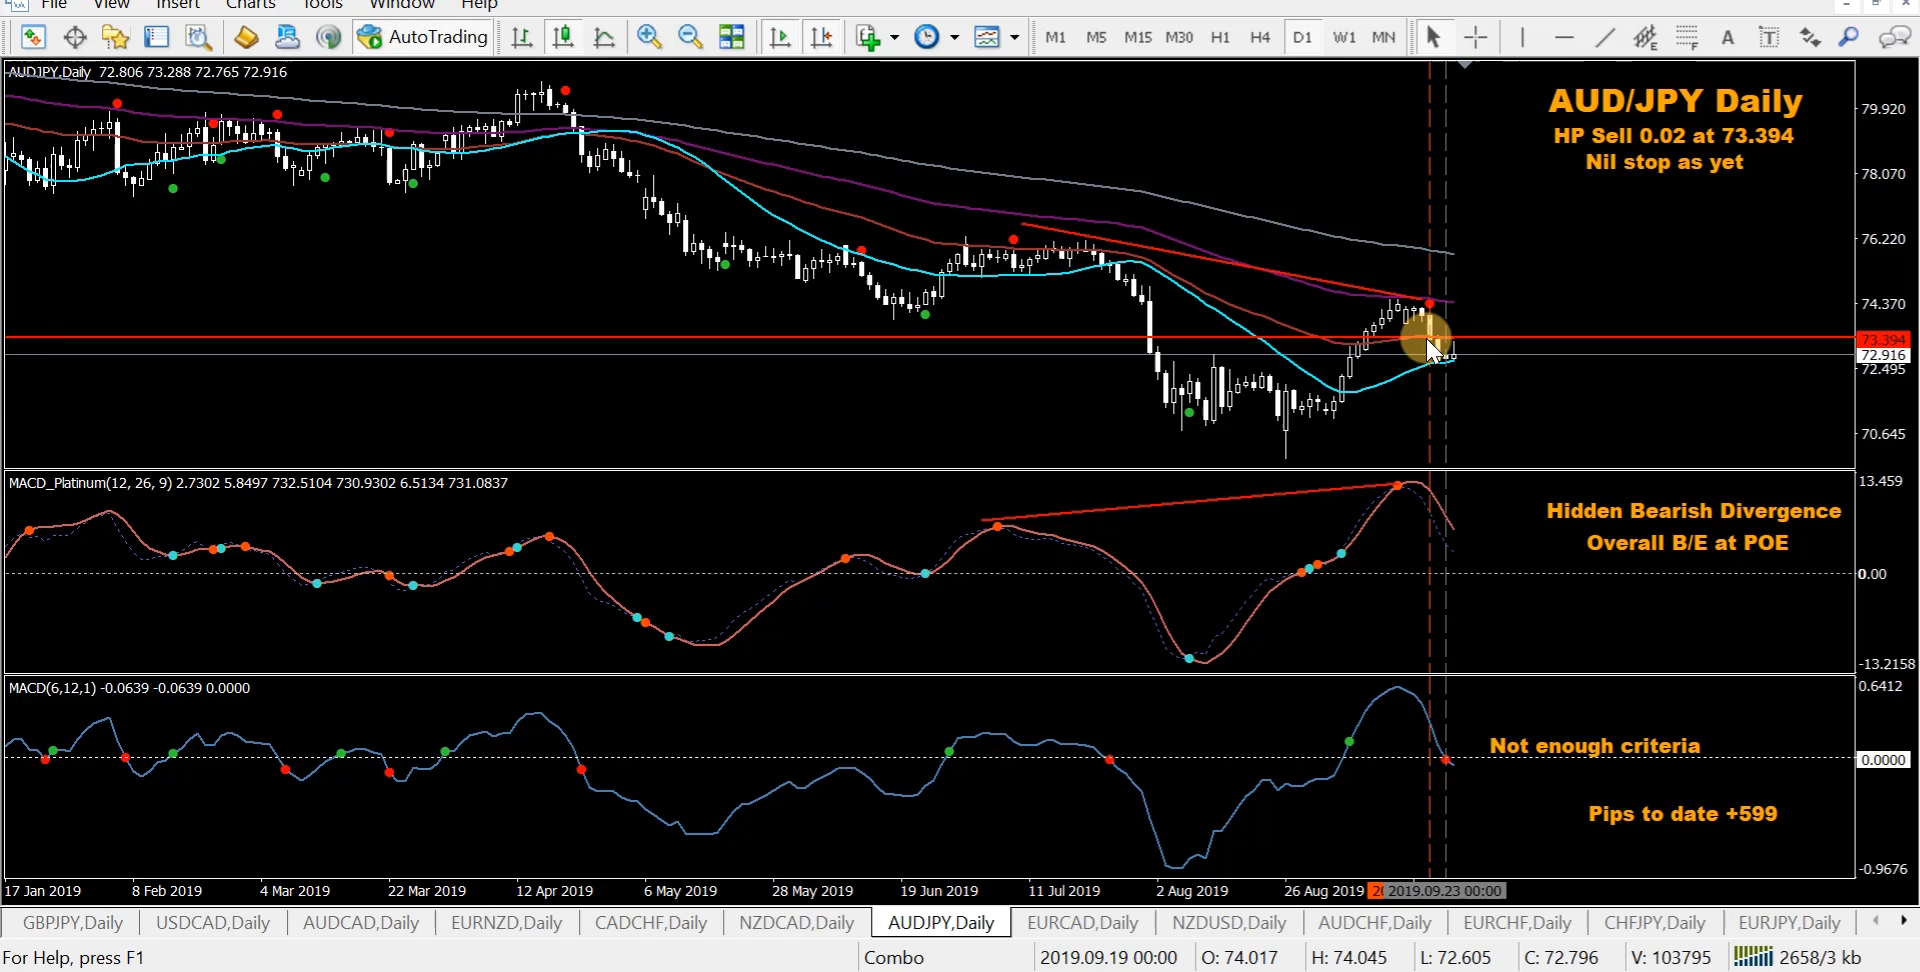 File View Insert Charts Tools Window Help
AutoTrading M1 M5 M15 M30 H1 H4 D1 W1 MN
AUDJPY,Daily 72.806 73.288 72.765 72.916
AUD/JPY Daily
HP Sell 0.02 at 73.394
Nil stop as yet
79.920
78.070
76.220
74.370
73.394
72.916
72.495
70.645
MACD_Platinum(12, 26, 9) 2.7302 5.8497 732.5104 730.9302 6.5134 731.0837
13.459
Hidden Bearish Divergence
Overall B/E at POE
0.00
-13.2158
MACD(6,12,1) -0.0639 -0.0639 0.0000
0.6412
Not enough criteria
0.0000
Pips to date +599
-0.9676
17 Jan 2019 8 Feb 2019 4 Mar 2019 22 Mar 2019 12 Apr 2019 6 May 2019 28 May 2019 19 Jun 2019 11 Jul 2019 2 Aug 2019 26 Aug 2019 2019.09.23 00:00
GBPJPY,Daily USDCAD,Daily AUDCAD,Daily EURNZD,Daily CADCHF,Daily NZDCAD,Daily AUDJPY,Daily EURCAD,Daily NZDUSD,Daily AUDCHF,Daily EURCHF,Daily CHFJPY,Daily EURJPY,Daily
For Help, press F1 Combo 2019.09.19 00:00 O: 74.017 H: 74.045 L: 72.605 C: 72.796 V: 103795 2658/3 kb